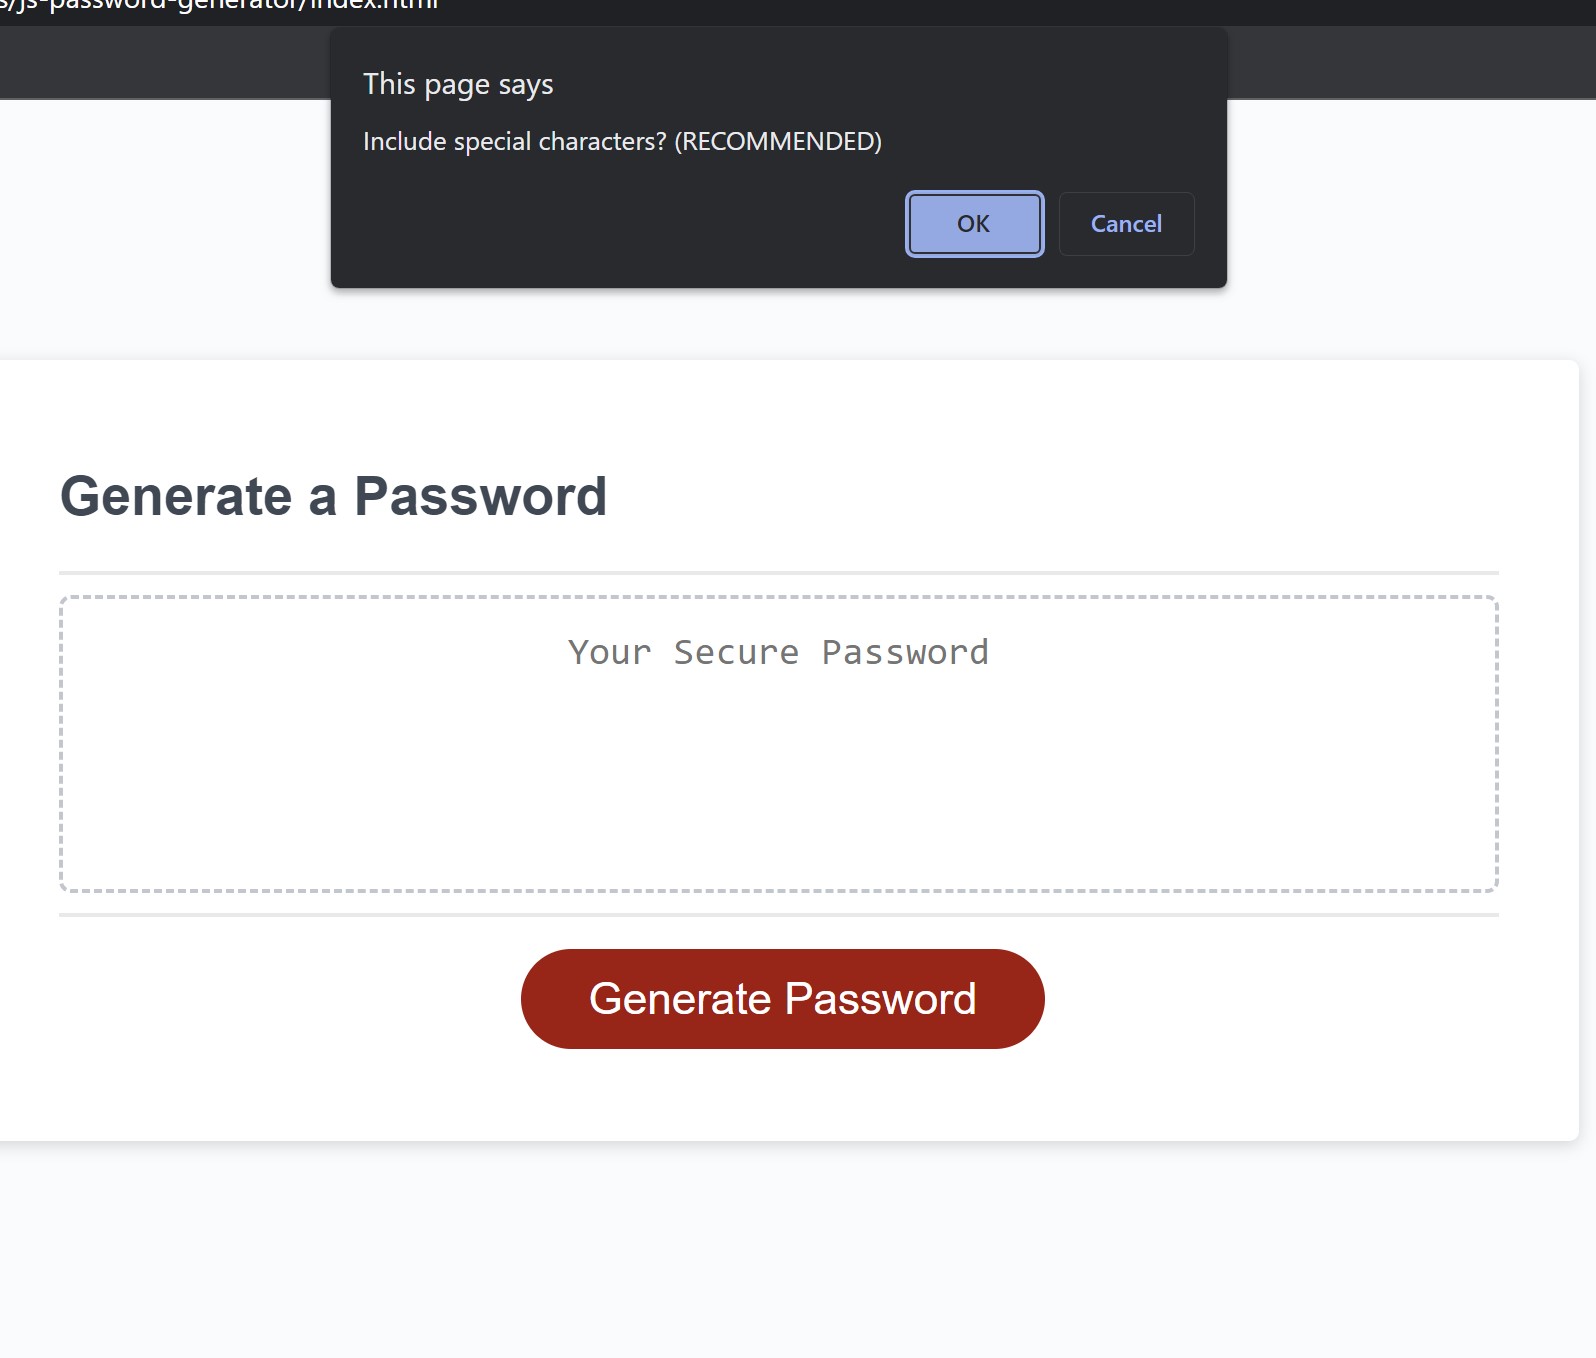 s/js-password-generator/index.html
This page says
Include special characters? (RECOMMENDED)
OK Cancel
Generate a Password
Your Secure Password
Generate Password